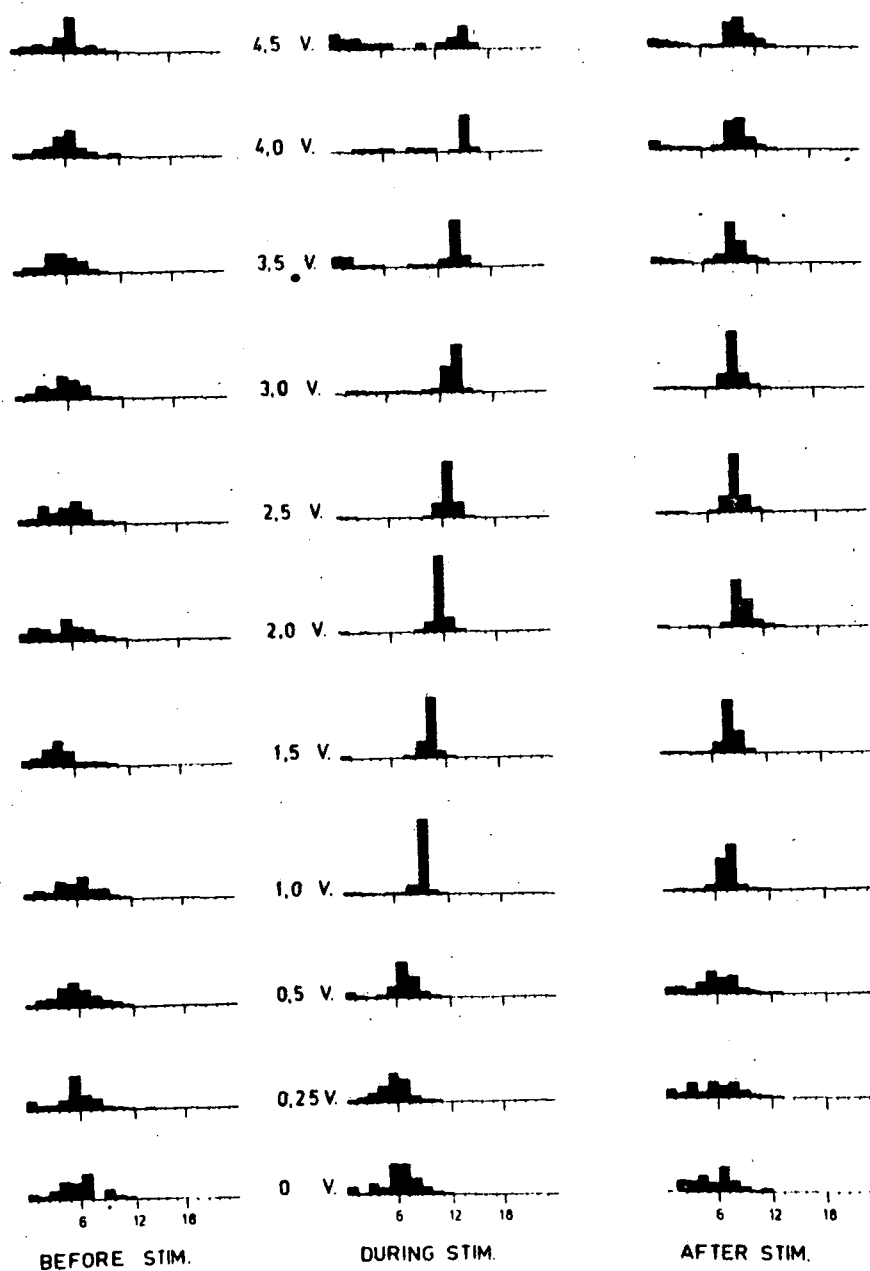 4,5 V.
4,0 V.
3,5 V.
3,0 V.
2,5 V.
2,0 V.
1,5 V.
1,0 V.
0,5 V.
0,25 V.
0 V.
6 12 18 6 12 18 6 12 18
BEFORE STIM. DURING STIM. AFTER STIM.